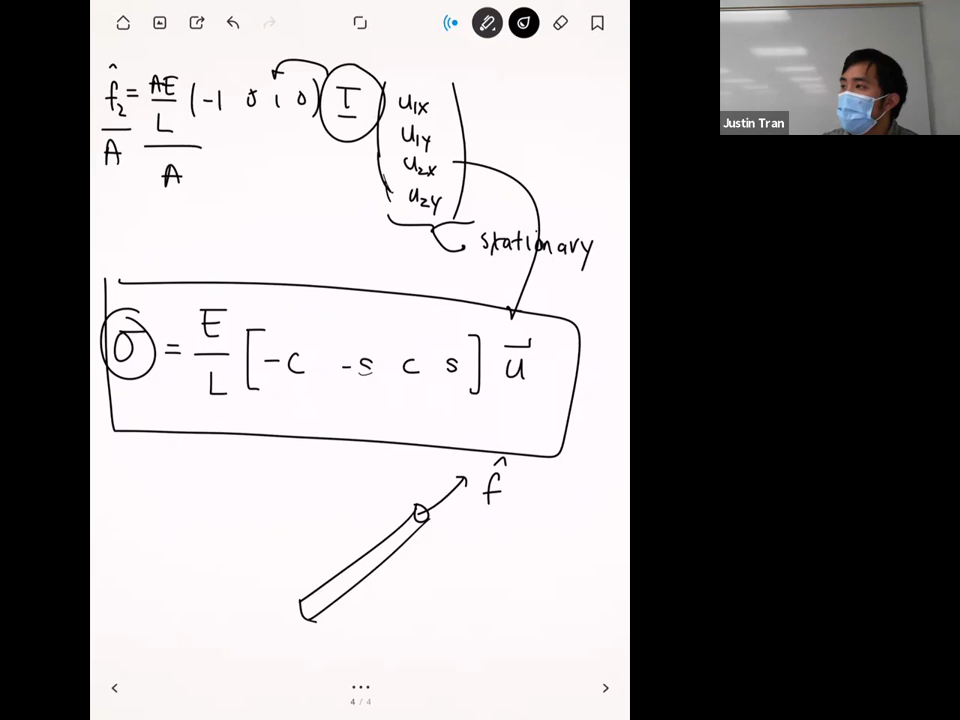 f̂₂ = AE/L (-1 0 1 0) T u1x
A A u1y
u2x
u2y
stationary
σ = E/L [-c -s c s] u⃗
f̂
4 / 4
Justin Tran